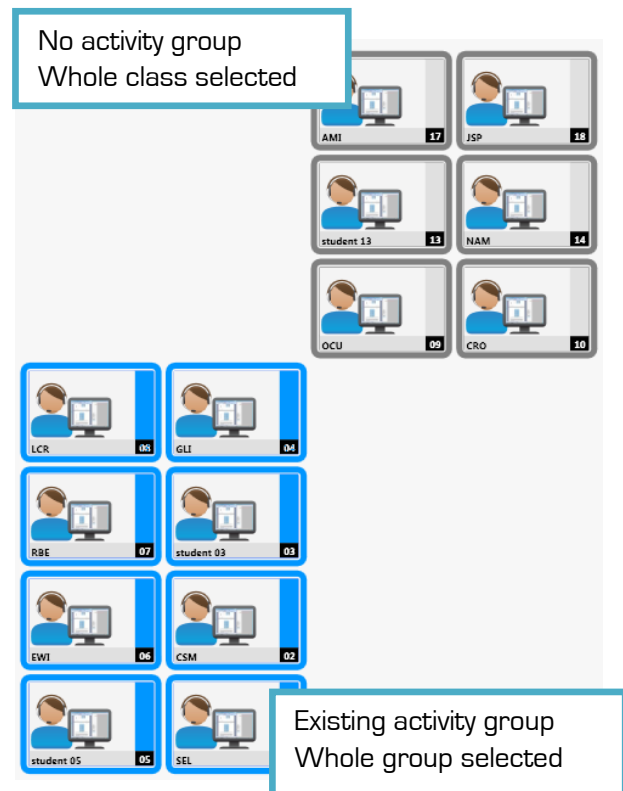 No activity group
Whole class selected
AMI 17 JSP 18
student 13 13 NAM 14
OCU 09 CRO 10
LCR 08 GLI 04
RBE 07 student 03 03
EWI 06 CSM 02
student 05 05 SEL
Existing activity group
Whole group selected